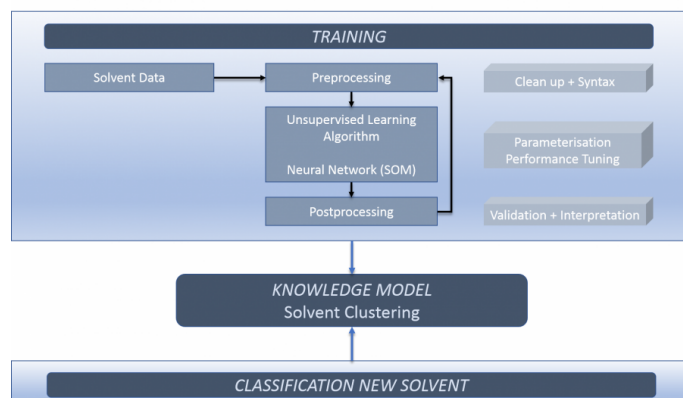 TRAINING
Solvent Data
Preprocessing
Clean up + Syntax
Unsupervised Learning
Algorithm
Neural Network (SOM)
Parameterisation
Performance Tuning
Postprocessing
Validation + Interpretation
KNOWLEDGE MODEL
Solvent Clustering
CLASSIFICATION NEW SOLVENT